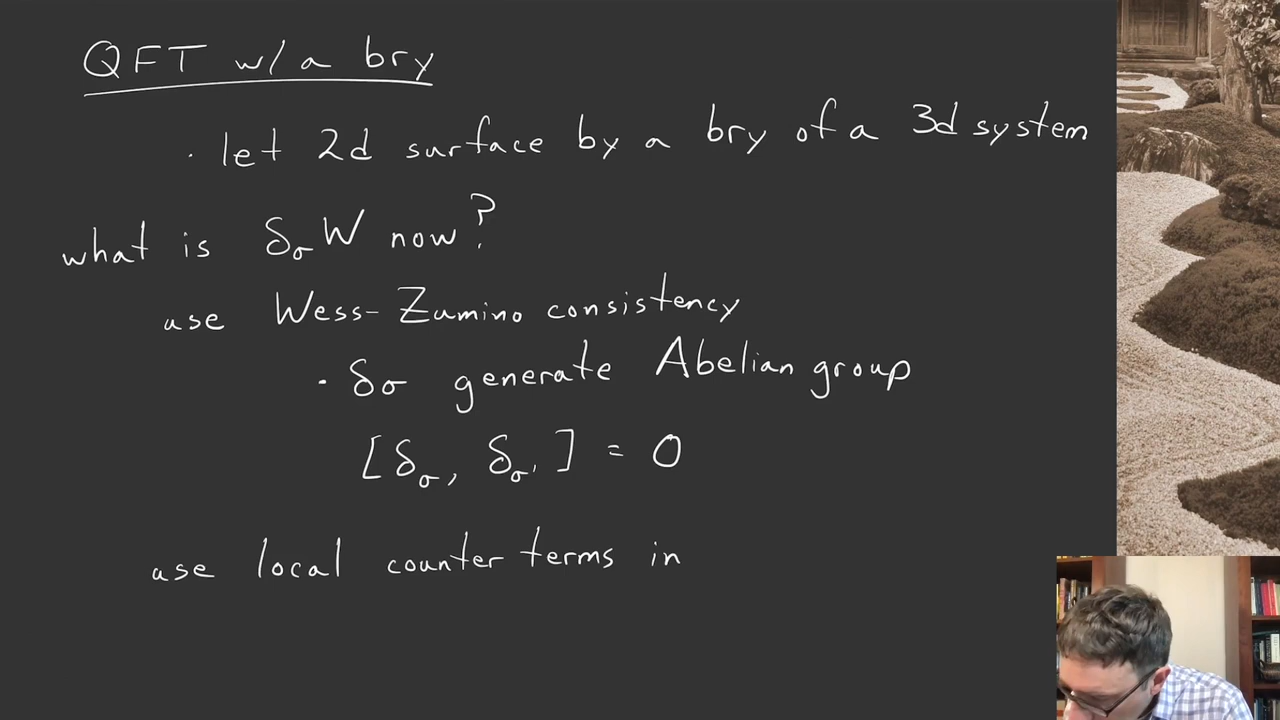 QFT w/ a bry
· let 2d surface by a bry of a 3d system
what is δσW now?
use Wess-Zumino consistency
· δσ generate Abelian group
[δσ, δσ'] = 0
use local counter terms in